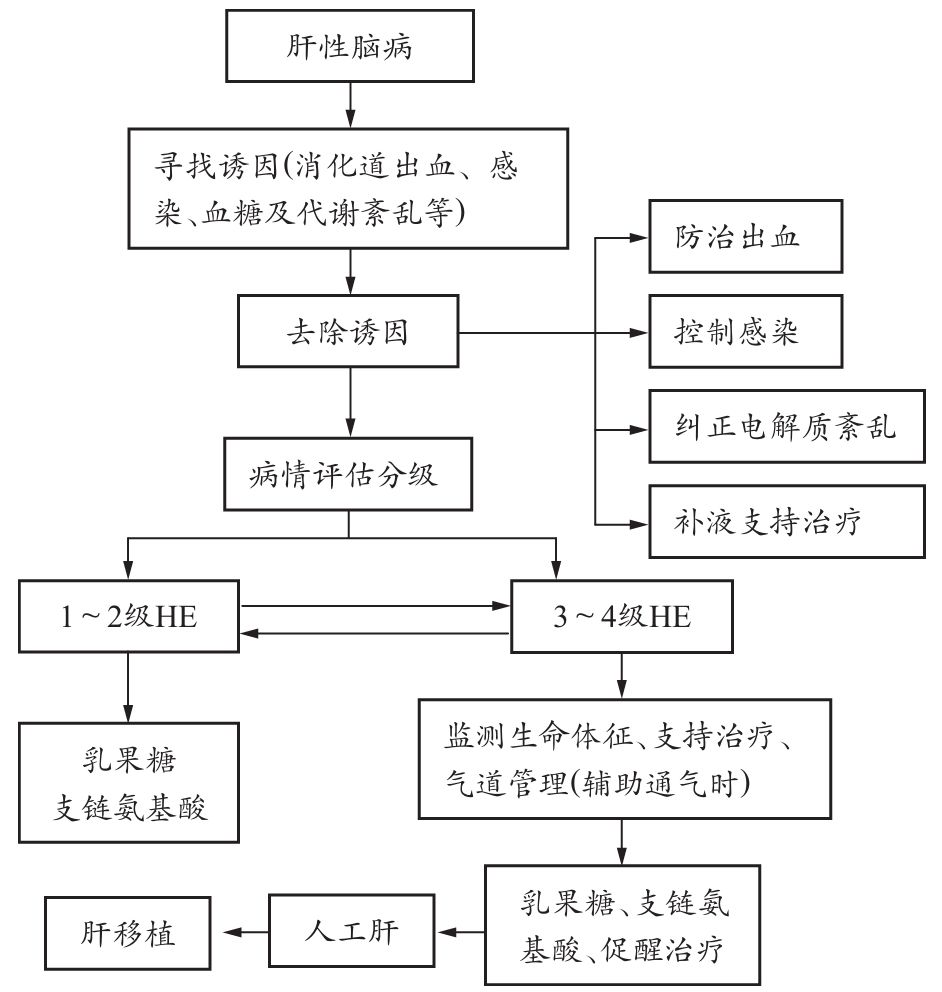 肝性脑病
寻找诱因(消化道出血、感
染、血糖及代谢紊乱等)
去除诱因
防治出血
控制感染
纠正电解质紊乱
补液支持治疗
病情评估分级
1~2级HE
3~4级HE
乳果糖
支链氨基酸
监测生命体征、支持治疗、
气道管理(辅助通气时)
乳果糖、支链氨
基酸、促醒治疗
人工肝
肝移植